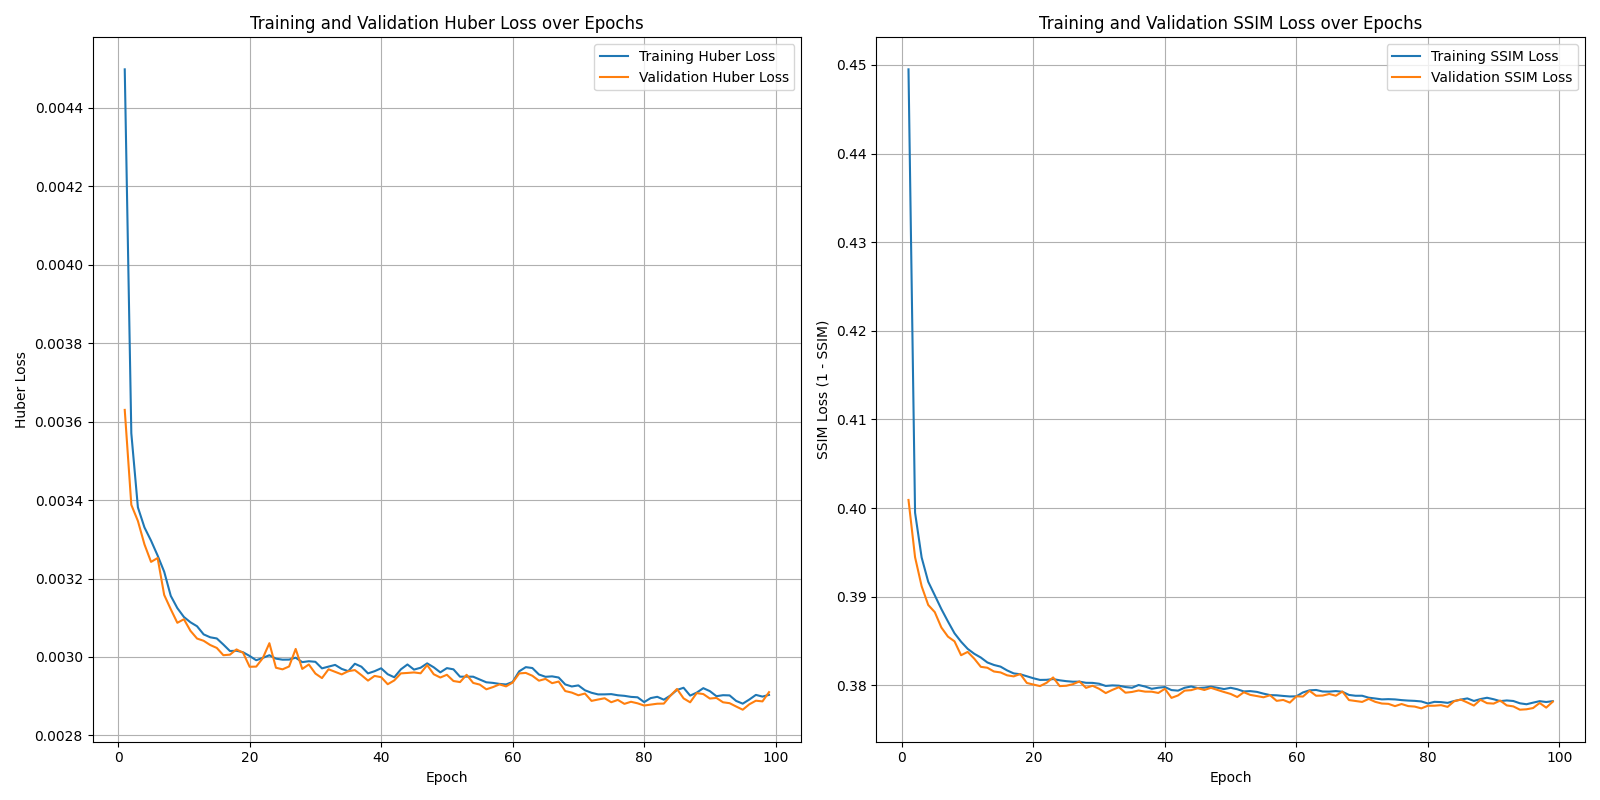 Training and Validation Huber Loss over Epochs
Training Huber Loss
Validation Huber Loss
0.0044
0.0042
0.0040
0.0038
0.0036
0.0034
0.0032
0.0030
0.0028
Huber Loss
0
20
40
60
80
100
Epoch
Training and Validation SSIM Loss over Epochs
Training SSIM Loss
Validation SSIM Loss
0.45
0.44
0.43
0.42
0.41
0.40
0.39
0.38
SSIM Loss (1 - SSIM)
0
20
40
60
80
100
Epoch